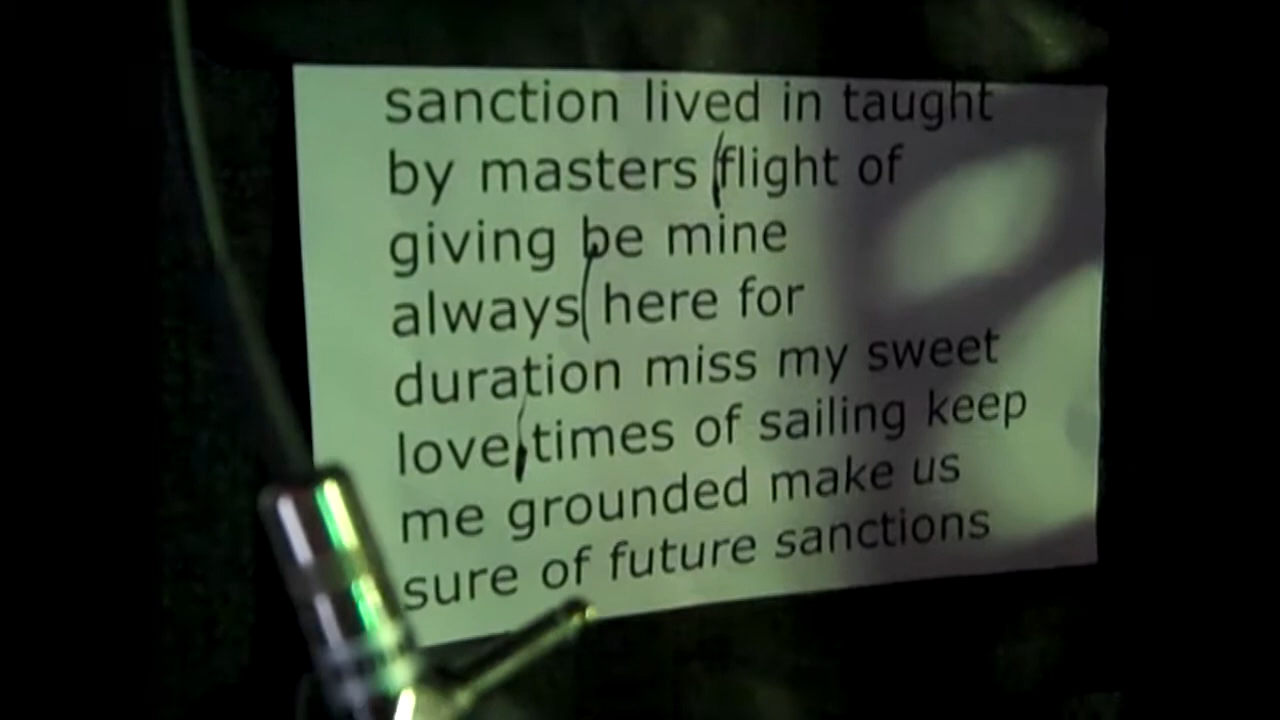 sanction lived in taught
by masters flight of
giving be mine
always here for
duration miss my sweet
love times of sailing keep
me grounded make us
sure of future sanctions